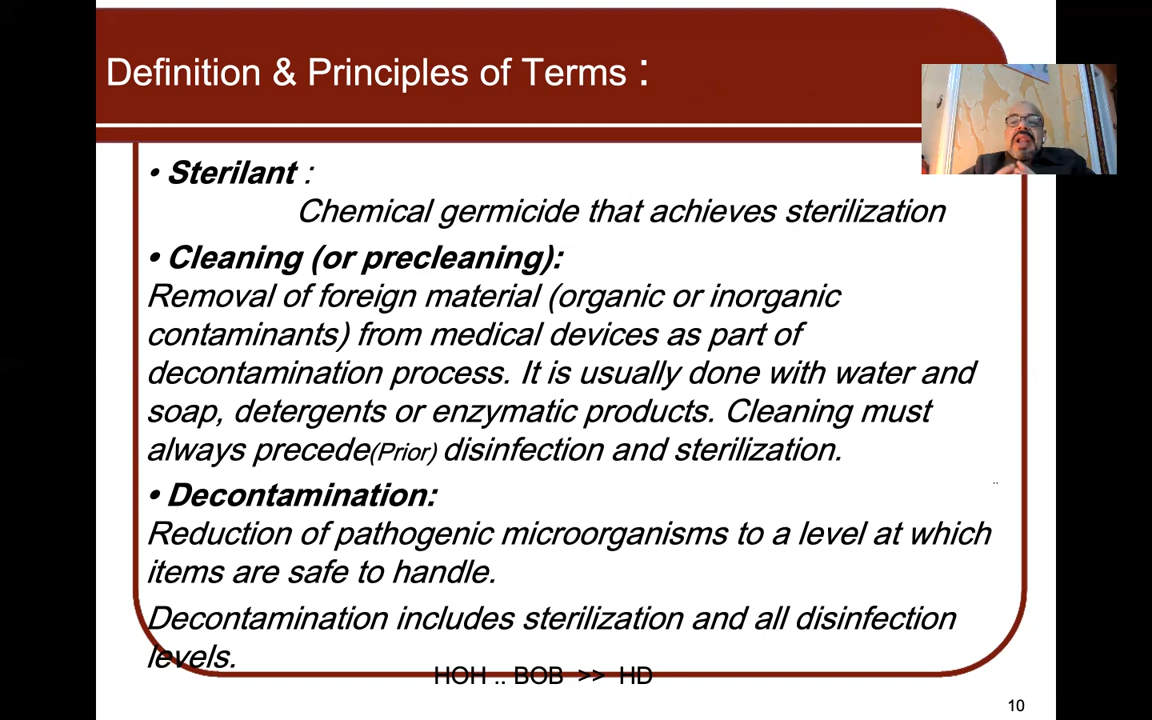 Definition & Principles of Terms :
• Sterilant :
Chemical germicide that achieves sterilization
• Cleaning (or precleaning):
Removal of foreign material (organic or inorganic
contaminants) from medical devices as part of
decontamination process. It is usually done with water and
soap, detergents or enzymatic products. Cleaning must
always precede(Prior) disinfection and sterilization.
..
• Decontamination:
Reduction of pathogenic microorganisms to a level at which
items are safe to handle.
Decontamination includes sterilization and all disinfection
levels.
HOH .. BOB >> HD
10